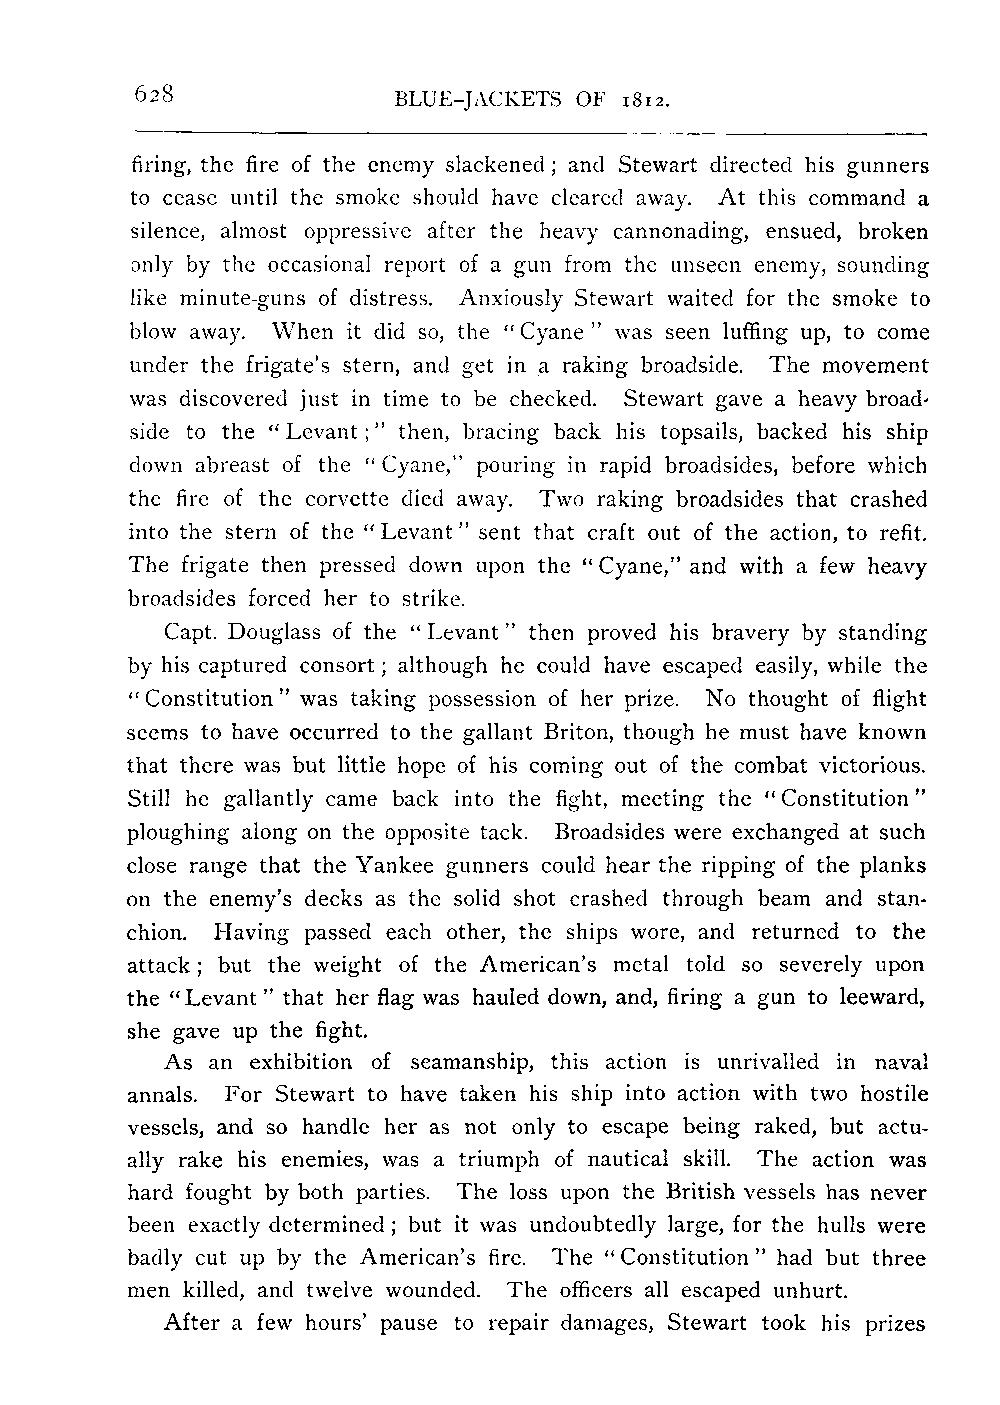 628
BLUE-JACKETS OF 1812.
firing, the fire of the enemy slackened; and Stewart directed his gunners
to cease until the smoke should have cleared away. At this command a
silence, almost oppressive after the heavy cannonading, ensued, broken
only by the occasional report of a gun from the unseen enemy, sounding
like minute-guns of distress. Anxiously Stewart waited for the smoke to
blow away. When it did so, the "Cyane" was seen luffing up, to come
under the frigate's stern, and get in a raking broadside. The movement
was discovered just in time to be checked. Stewart gave a heavy broad-
side to the "Levant;" then, bracing back his topsails, backed his ship
down abreast of the "Cyane," pouring in rapid broadsides, before which
the fire of the corvette died away. Two raking broadsides that crashed
into the stern of the "Levant" sent that craft out of the action, to refit.
The frigate then pressed down upon the "Cyane," and with a few heavy
broadsides forced her to strike.
Capt. Douglass of the "Levant" then proved his bravery by standing
by his captured consort; although he could have escaped easily, while the
"Constitution" was taking possession of her prize. No thought of flight
seems to have occurred to the gallant Briton, though he must have known
that there was but little hope of his coming out of the combat victorious.
Still he gallantly came back into the fight, meeting the "Constitution"
ploughing along on the opposite tack. Broadsides were exchanged at such
close range that the Yankee gunners could hear the ripping of the planks
on the enemy's decks as the solid shot crashed through beam and stan-
chion. Having passed each other, the ships wore, and returned to the
attack; but the weight of the American's metal told so severely upon
the "Levant" that her flag was hauled down, and, firing a gun to leeward,
she gave up the fight.
As an exhibition of seamanship, this action is unrivalled in naval
annals. For Stewart to have taken his ship into action with two hostile
vessels, and so handle her as not only to escape being raked, but actu-
ally rake his enemies, was a triumph of nautical skill. The action was
hard fought by both parties. The loss upon the British vessels has never
been exactly determined; but it was undoubtedly large, for the hulls were
badly cut up by the American's fire. The "Constitution" had but three
men killed, and twelve wounded. The officers all escaped unhurt.
After a few hours' pause to repair damages, Stewart took his prizes